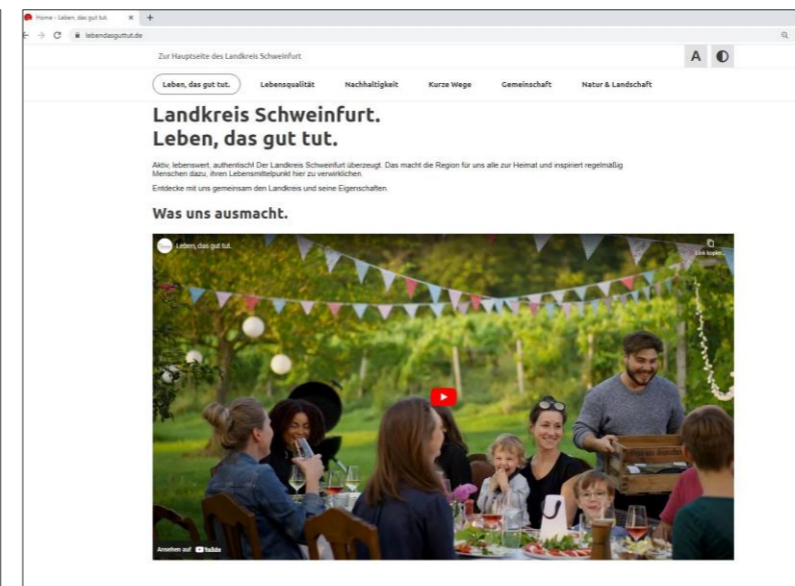 Home - Leben, das gut tut.
lebendasguttut.de
Zur Hauptseite des Landkreis Schweinfurt
A
Leben, das gut tut. Lebensqualität Nachhaltigkeit Kurze Wege Gemeinschaft Natur & Landschaft
Landkreis Schweinfurt.
Leben, das gut tut.
Aktiv, lebenswert, authentisch! Der Landkreis Schweinfurt überzeugt. Das macht die Region für uns alle zur Heimat und inspiriert regelmäßig
Menschen dazu, ihren Lebensmittelpunkt hier zu verwirklichen.
Entdecke mit uns gemeinsam den Landkreis und seine Eigenschaften.
Was uns ausmacht.
Leben, das gut tut.
Link kopier...
Ansehen auf YouTube